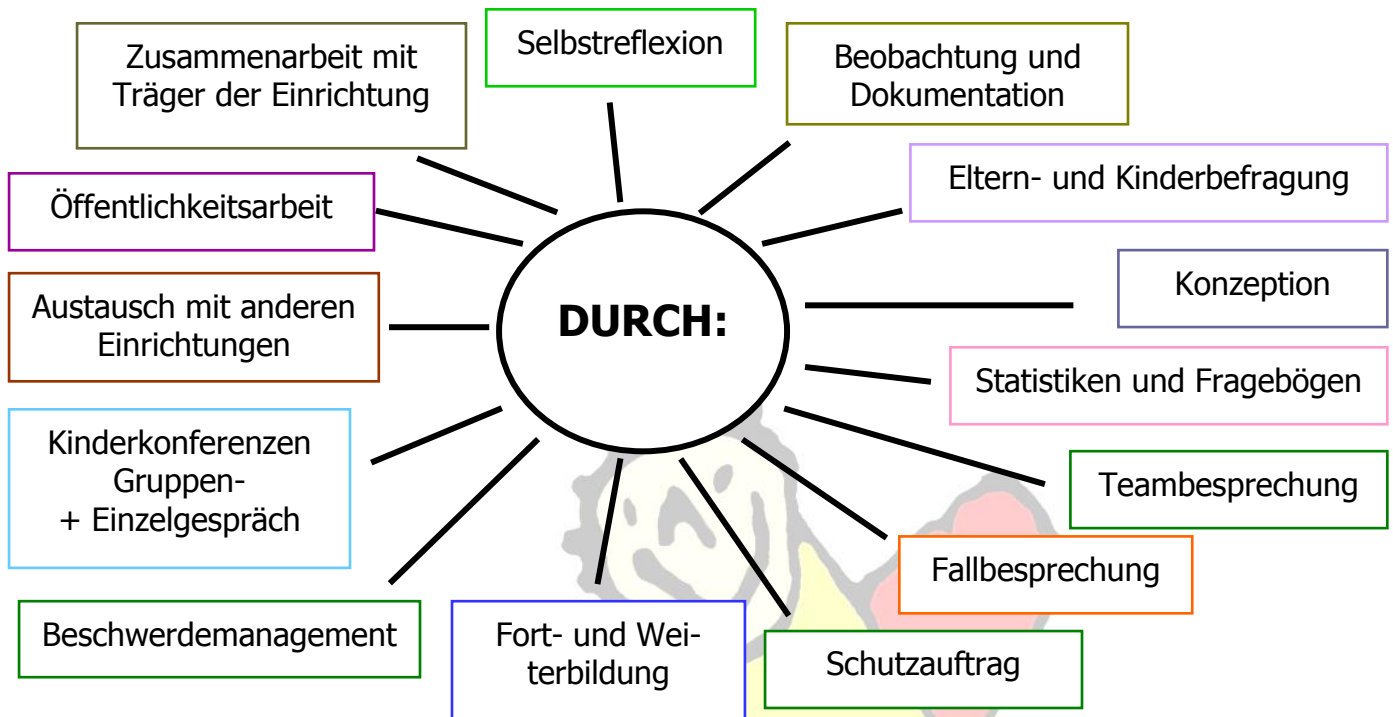 Zusammenarbeit mit
Träger der Einrichtung
Selbstreflexion
Beobachtung und
Dokumentation
Eltern- und Kinderbefragung
Öffentlichkeitsarbeit
Konzeption
Austausch mit anderen
Einrichtungen
DURCH:
Statistiken und Fragebögen
Kinderkonferenzen
Gruppen-
+ Einzelgespräch
Teambesprechung
Fallbesprechung
Beschwerdemanagement
Fort- und Wei-
terbildung
Schutzauftrag